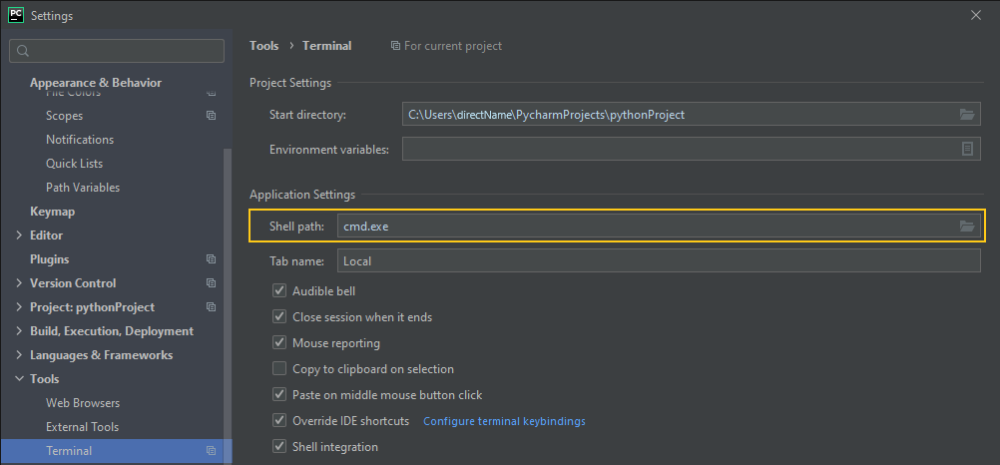 PC
Settings
Appearance & Behavior
File Colors
Scopes
Notifications
Quick Lists
Path Variables
Keymap
Editor
Plugins
Version Control
Project: pythonProject
Build, Execution, Deployment
Languages & Frameworks
Tools
Web Browsers
External Tools
Terminal
Tools › Terminal For current project
Project Settings
Start directory: C:\Users\directName\PycharmProjects\pythonProject
Environment variables:
Application Settings
Shell path: cmd.exe
Tab name: Local
Audible bell
Close session when it ends
Mouse reporting
Copy to clipboard on selection
Paste on middle mouse button click
Override IDE shortcuts Configure terminal keybindings
Shell integration